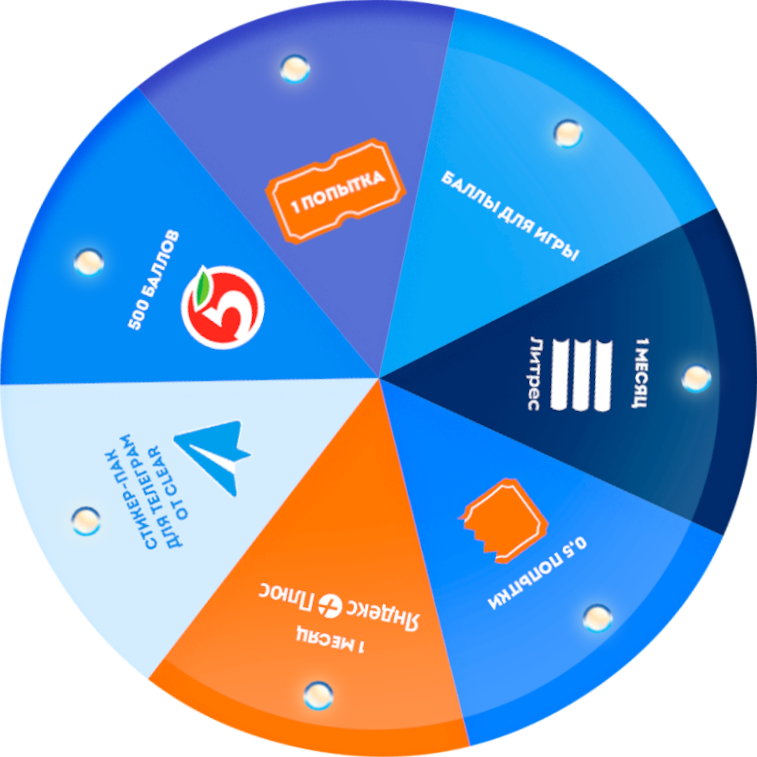 1 ПОПЫТКА
БАЛЛЫ ДЛЯ ИГРЫ
1 МЕСЯЦ
Литрес
0,5 ПОПЫТКИ
1 МЕСЯЦ
Яндекс Плюс
СТИКЕР-ПАК
ДЛЯ ТЕЛЕГРАМ
ОТ CLEAR
500 БАЛЛОВ
5